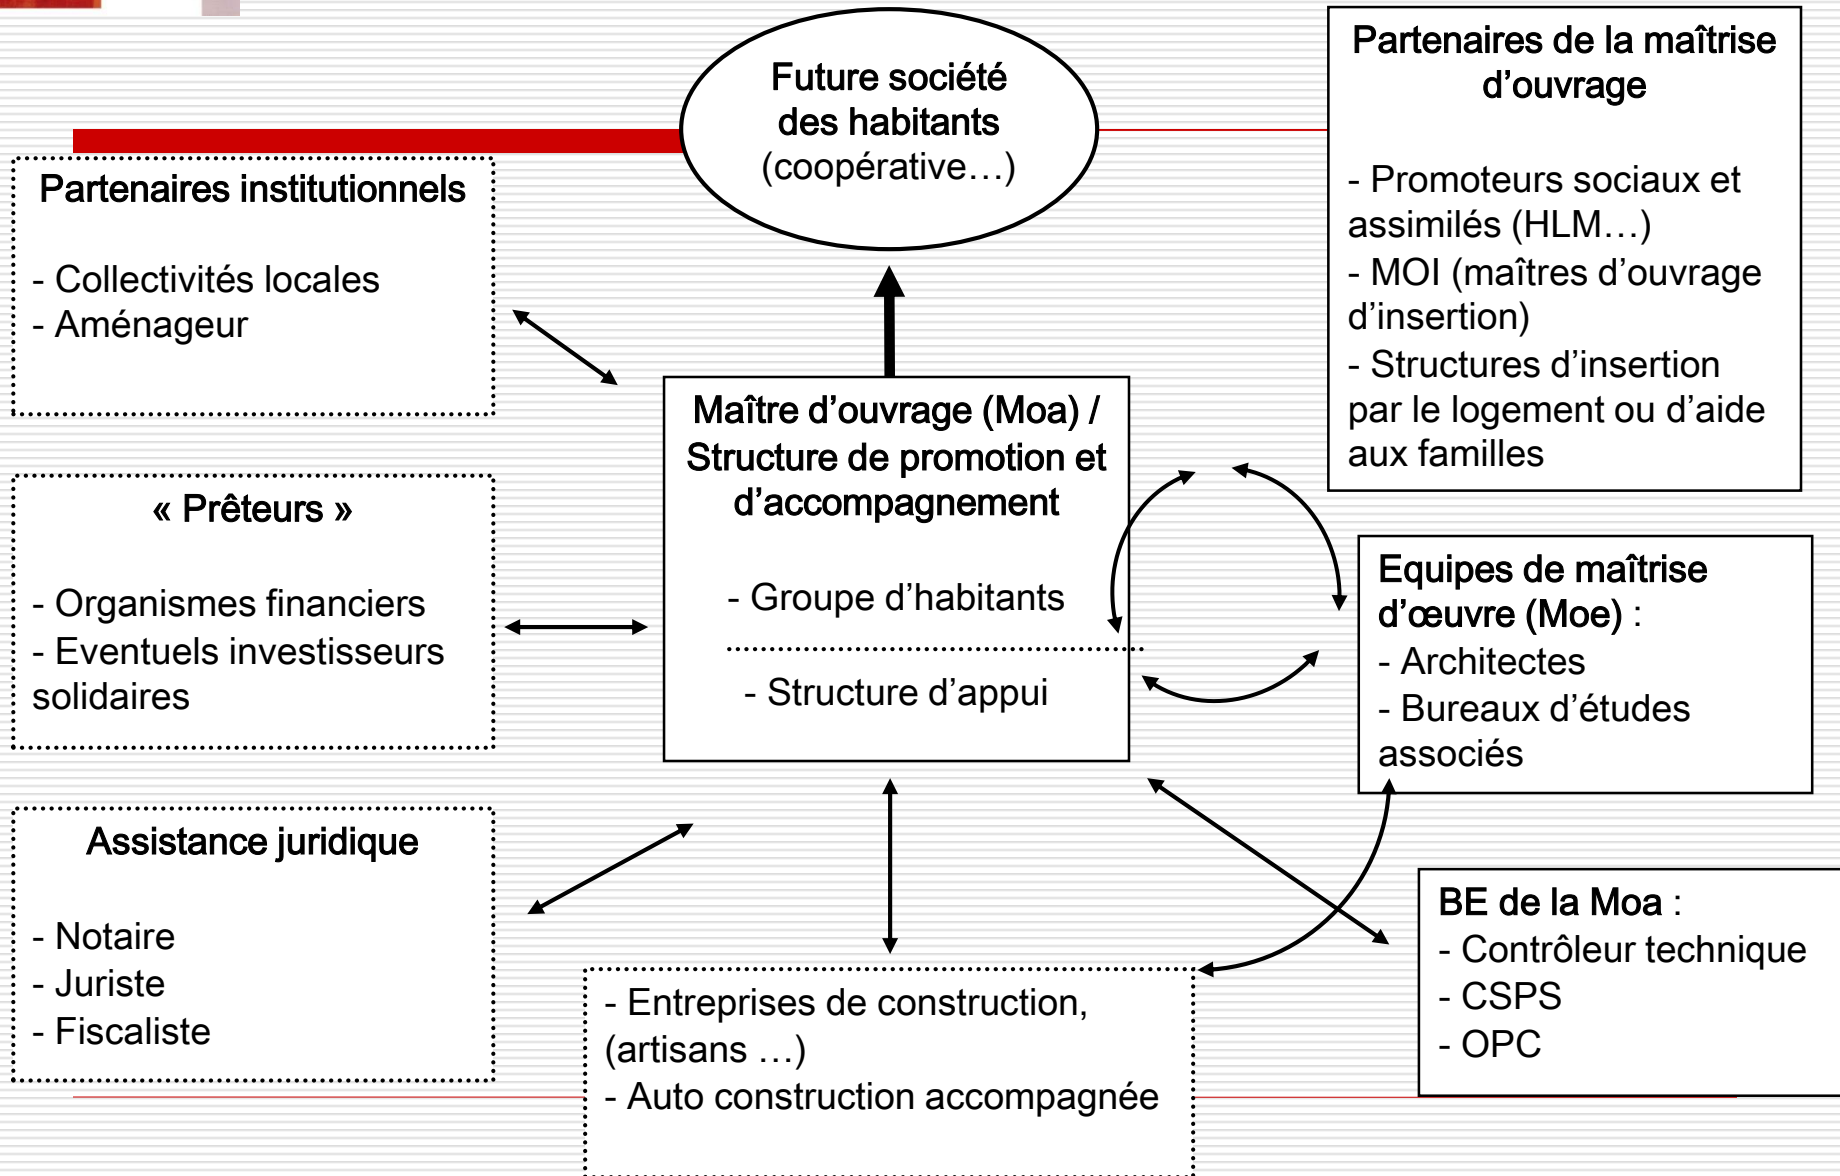 Future société
des habitants
(coopérative…)
Partenaires de la maîtrise
d’ouvrage
- Promoteurs sociaux et
assimilés (HLM…)
- MOI (maîtres d’ouvrage
d’insertion)
- Structures d’insertion
par le logement ou d’aide
aux familles
Partenaires institutionnels
- Collectivités locales
- Aménageur
Maître d’ouvrage (Moa) /
Structure de promotion et
d’accompagnement
- Groupe d’habitants
- Structure d’appui
« Prêteurs »
- Organismes financiers
- Eventuels investisseurs
solidaires
Equipes de maîtrise
d’œuvre (Moe) :
- Architectes
- Bureaux d’études
associés
Assistance juridique
- Notaire
- Juriste
- Fiscaliste
- Entreprises de construction,
(artisans …)
- Auto construction accompagnée
BE de la Moa :
- Contrôleur technique
- CSPS
- OPC